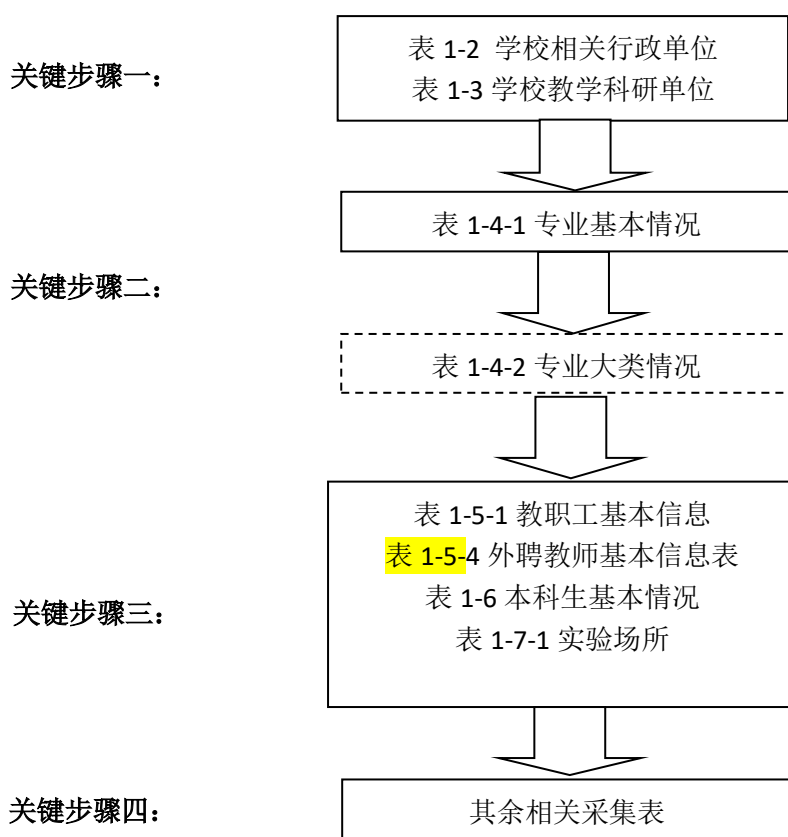 关键步骤一：
表 1-2 学校相关行政单位
表 1-3 学校教学科研单位
表 1-4-1 专业基本情况
关键步骤二：
表 1-4-2 专业大类情况
表 1-5-1 教职工基本信息
表 1-5-4 外聘教师基本信息表
表 1-6 本科生基本情况
关键步骤三：
表 1-7-1 实验场所
关键步骤四：
其余相关采集表